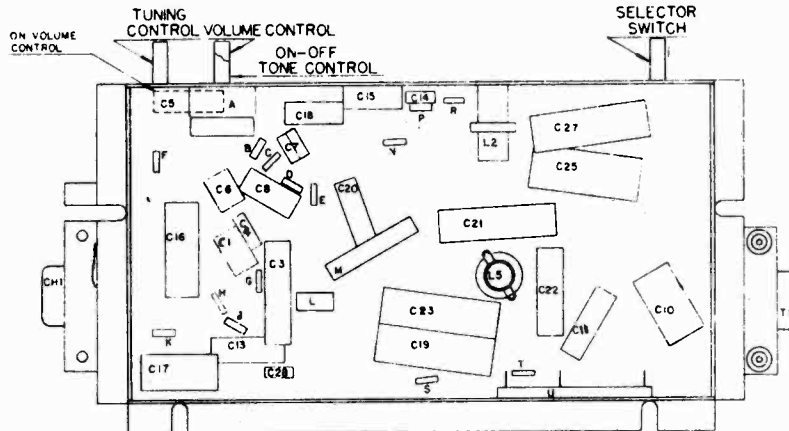 TUNING
CONTROL VOLUME CONTROL
SELECTOR
SWITCH
ON VOLUME
CONTROL
ON-OFF
TONE CONTROL
C5
A
C18
C15
C14
P
R
C27
F
B
C
C7
V
L2
C25
C6
C8
D
E
C20
C16
C1
C21
C3
M
L5
CH1
G
H
L
C22
C10
J
C23
C11
K
C13
C19
C17
C28
S
T
U